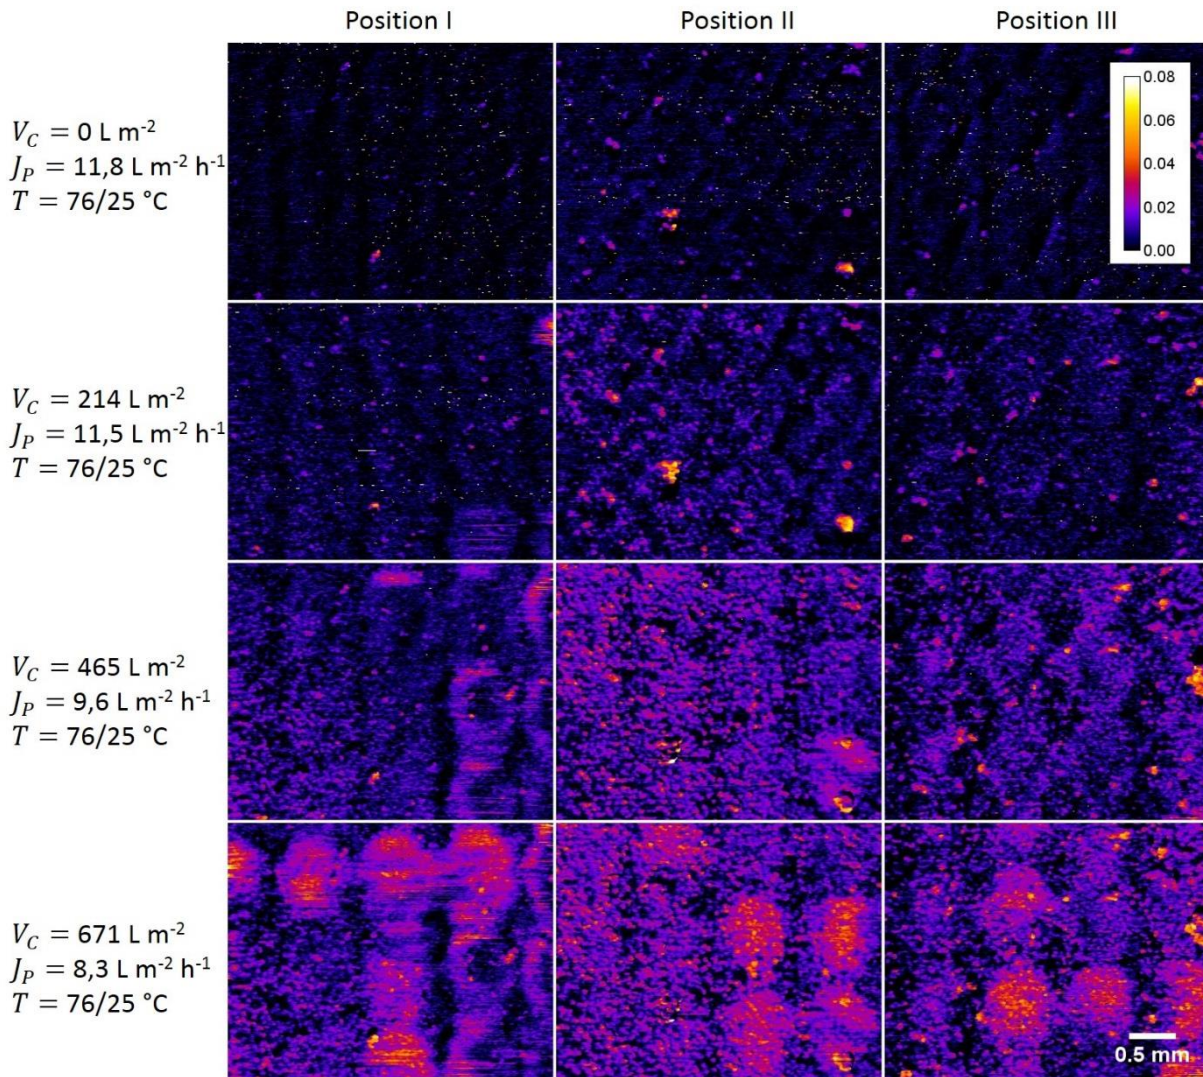 Position I Position II Position III
V_C = 0 L m⁻²
J_P = 11,8 L m⁻² h⁻¹
T = 76/25 °C
0.08
0.06
0.04
0.02
0.00
V_C = 214 L m⁻²
J_P = 11,5 L m⁻² h⁻¹
T = 76/25 °C
V_C = 465 L m⁻²
J_P = 9,6 L m⁻² h⁻¹
T = 76/25 °C
V_C = 671 L m⁻²
J_P = 8,3 L m⁻² h⁻¹
T = 76/25 °C
0.5 mm